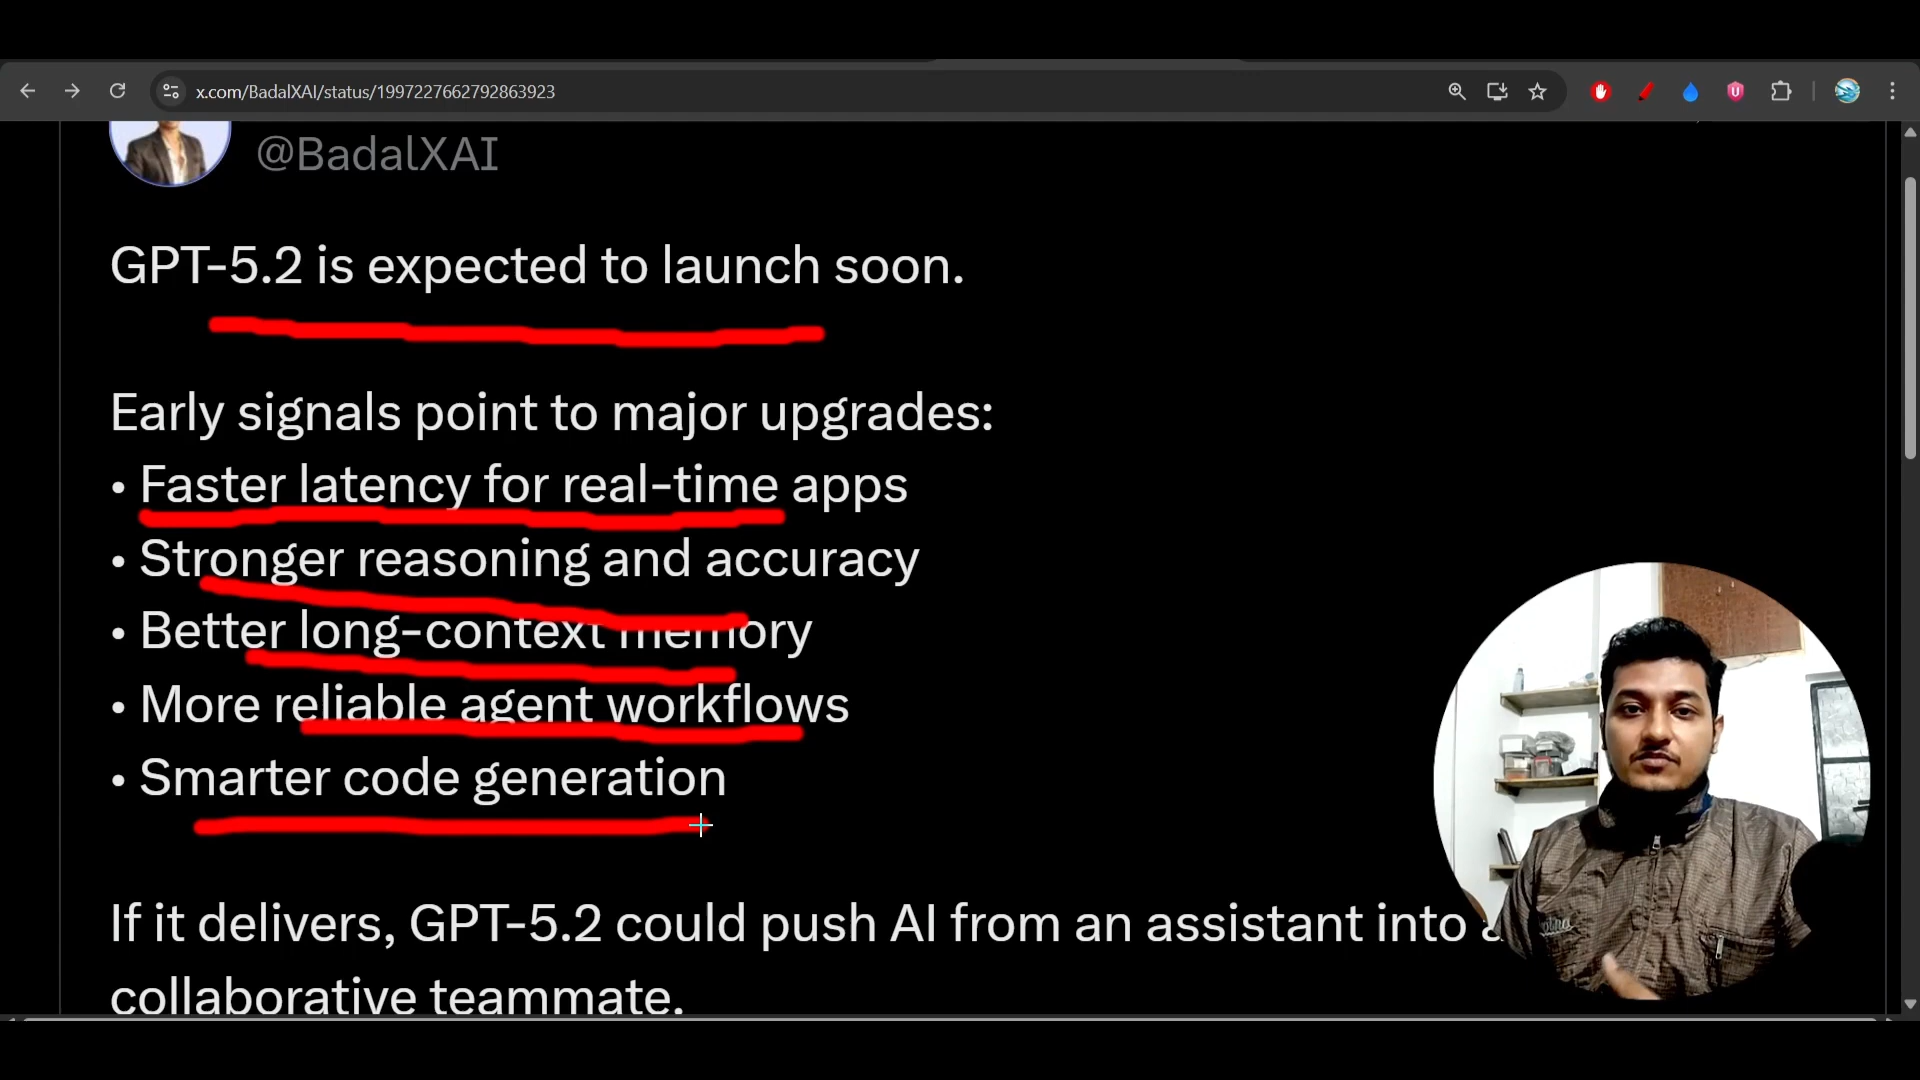 x.com/BadalXAI/status/1997227662792863923
@BadalXAI
GPT-5.2 is expected to launch soon.
Early signals point to major upgrades:
• Faster latency for real-time apps
• Stronger reasoning and accuracy
• Better long-context memory
• More reliable agent workflows
• Smarter code generation
If it delivers, GPT-5.2 could push AI from an assistant into a
collaborative teammate.